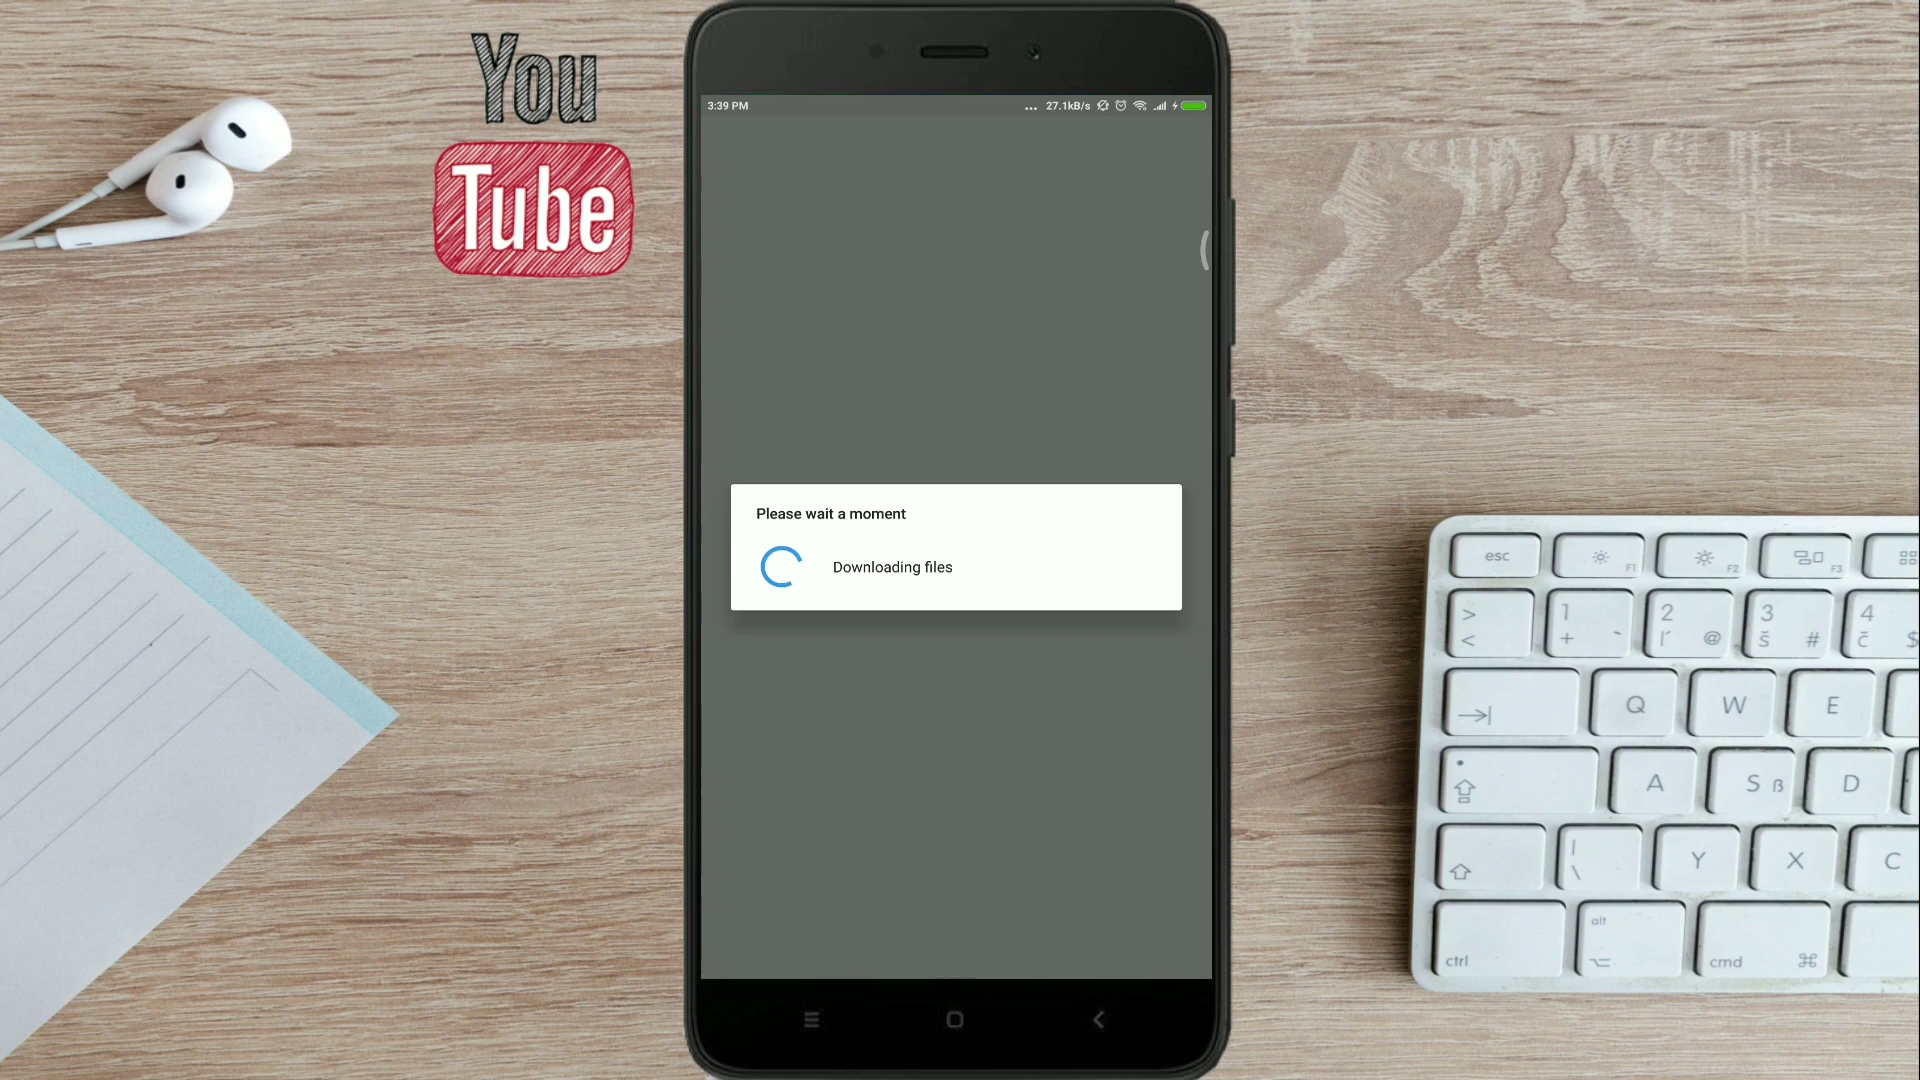 You
Tube
3:39 PM
... 27.1kB/s
Please wait a moment
Downloading files
esc
F1
F2
F3
> 1 2 3 4
< + ~ ľ @ š # č $
Q W E
A S ß D
| \ Y X C
alt
ctrl cmd ⌘